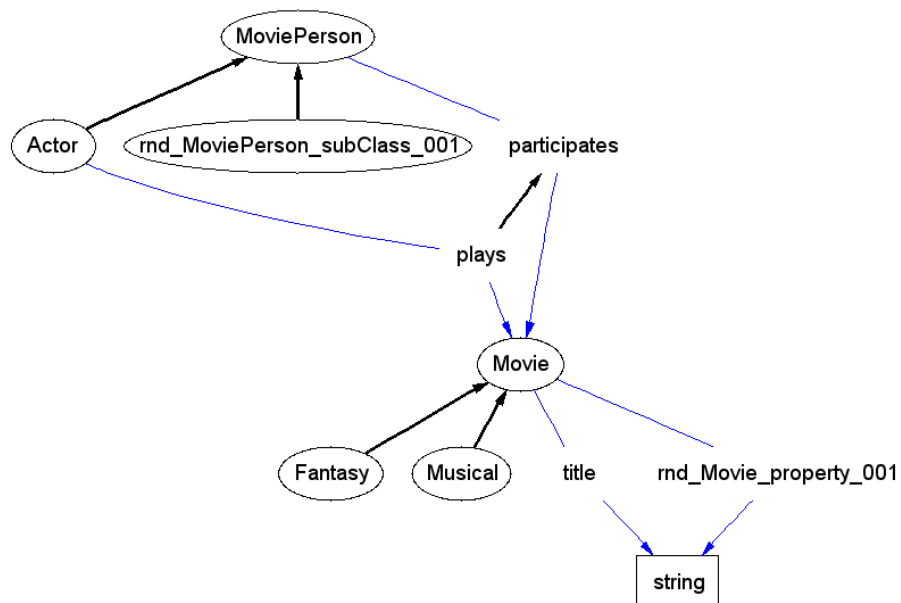 MoviePerson
Actor
rnd_MoviePerson_subClass_001
participates
plays
Movie
Fantasy
Musical
title
rnd_Movie_property_001
string